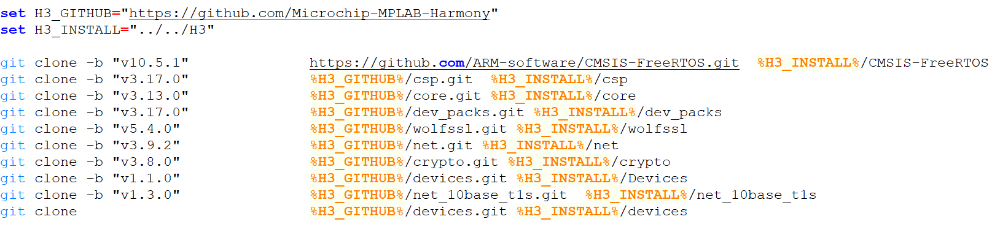 set H3_GITHUB="https://github.com/Microchip-MPLAB-Harmony"
set H3_INSTALL="../../H3"
git clone -b "v10.5.1" https://github.com/ARM-software/CMSIS-FreeRTOS.git %H3_INSTALL%/CMSIS-FreeRTOS
git clone -b "v3.17.0" %H3_GITHUB%/csp.git %H3_INSTALL%/csp
git clone -b "v3.13.0" %H3_GITHUB%/core.git %H3_INSTALL%/core
git clone -b "v3.17.0" %H3_GITHUB%/dev_packs.git %H3_INSTALL%/dev_packs
git clone -b "v5.4.0" %H3_GITHUB%/wolfssl.git %H3_INSTALL%/wolfssl
git clone -b "v3.9.2" %H3_GITHUB%/net.git %H3_INSTALL%/net
git clone -b "v3.8.0" %H3_GITHUB%/crypto.git %H3_INSTALL%/crypto
git clone -b "v1.1.0" %H3_GITHUB%/devices.git %H3_INSTALL%/Devices
git clone -b "v1.3.0" %H3_GITHUB%/net_10base_t1s.git %H3_INSTALL%/net_10base_t1s
git clone %H3_GITHUB%/devices.git %H3_INSTALL%/devices